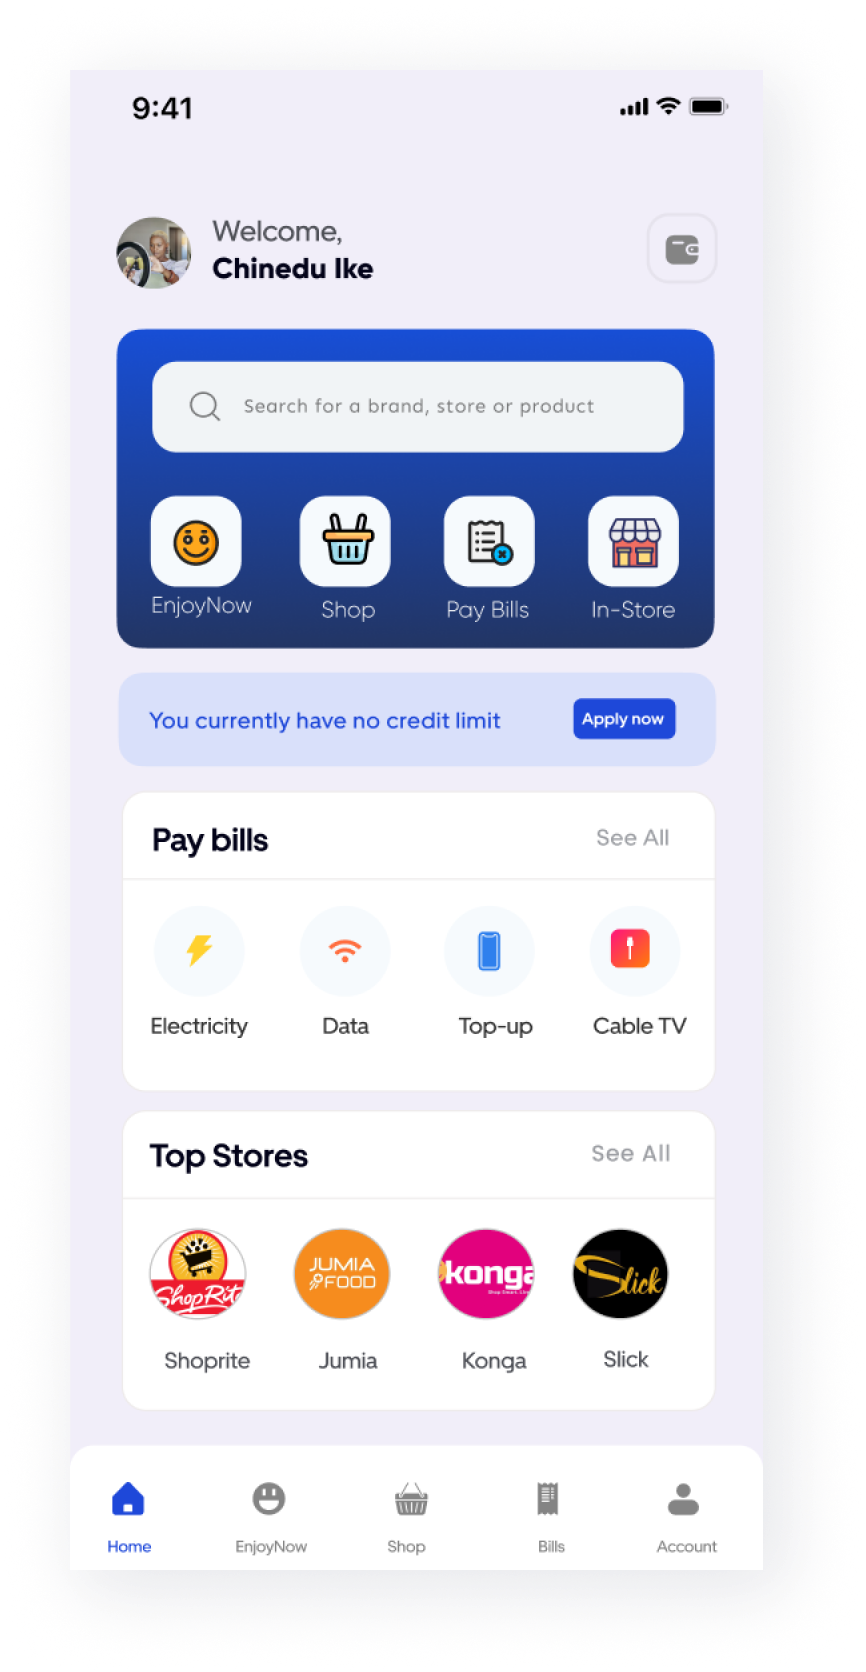 9:41
Welcome,
Chinedu Ike
Search for a brand, store or product
EnjoyNow
Shop
Pay Bills
In-Store
You currently have no credit limit
Apply now
Pay bills
See All
Electricity
Data
Top-up
Cable TV
Top Stores
See All
ShopRit
JUMIA
FOOD
konga
Slick
Shoprite
Jumia
Konga
Slick
Home
EnjoyNow
Shop
Bills
Account